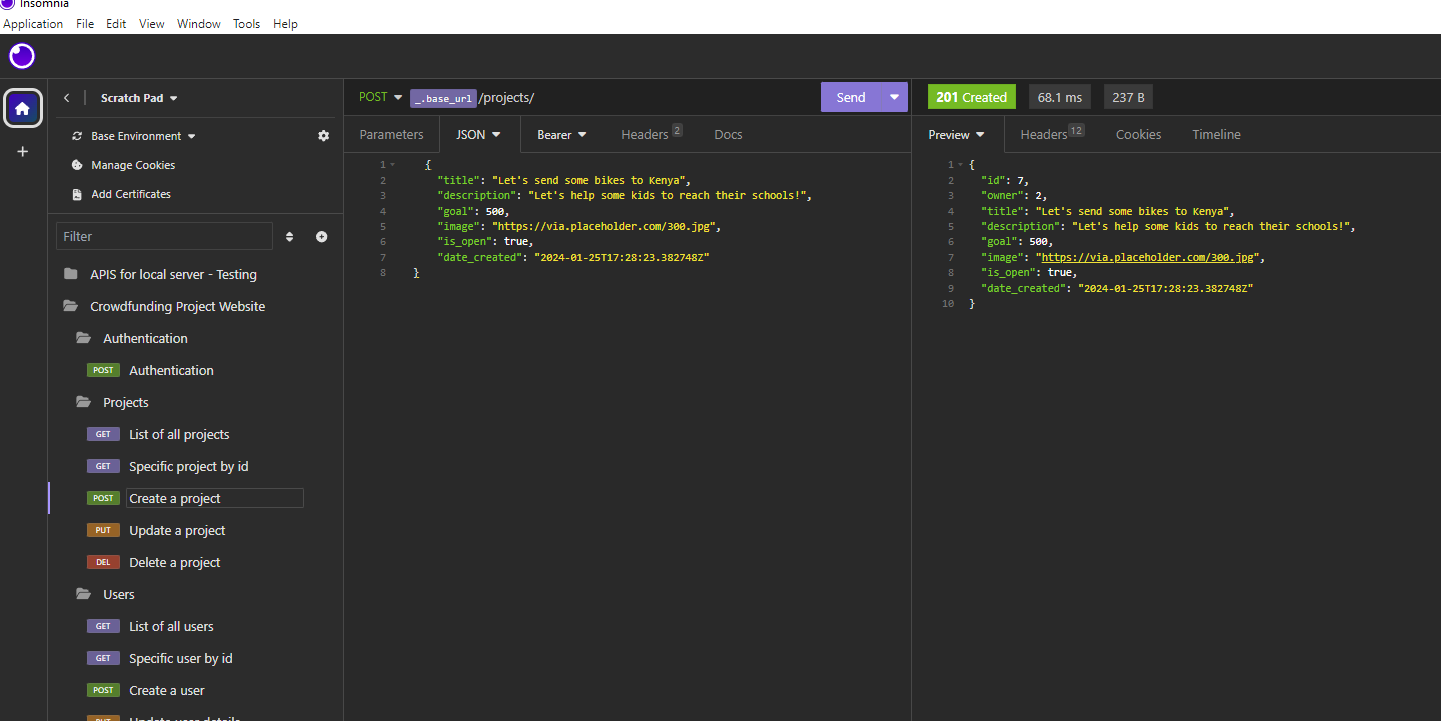 Insomnia
Application File Edit View Window Tools Help
Scratch Pad
Base Environment
Manage Cookies
Add Certificates
Filter
APIS for local server - Testing
Crowdfunding Project Website
Authentication
POST Authentication
Projects
GET List of all projects
GET Specific project by id
POST Create a project
PUT Update a project
DEL Delete a project
Users
GET List of all users
GET Specific user by id
POST Create a user
PUT Update user details
POST _.base_url /projects/ Send
Parameters JSON Bearer Headers 2 Docs
1 {
2 "title": "Let's send some bikes to Kenya",
3 "description": "Let's help some kids to reach their schools!",
4 "goal": 500,
5 "image": "https://via.placeholder.com/300.jpg",
6 "is_open": true,
7 "date_created": "2024-01-25T17:28:23.382748Z"
8 }
201 Created 68.1 ms 237 B
Preview Headers 12 Cookies Timeline
1 {
2 "id": 7,
3 "owner": 2,
4 "title": "Let's send some bikes to Kenya",
5 "description": "Let's help some kids to reach their schools!",
6 "goal": 500,
7 "image": "https://via.placeholder.com/300.jpg",
8 "is_open": true,
9 "date_created": "2024-01-25T17:28:23.382748Z"
10 }